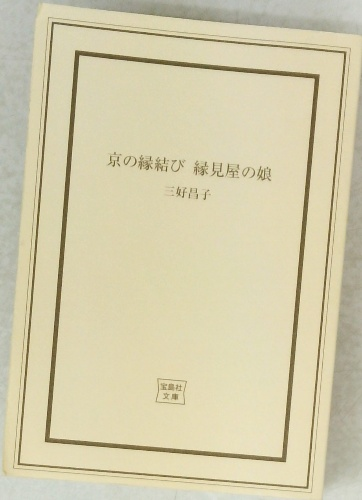 京の縁結び 縁見屋の娘
三好昌子
宝島社
文庫